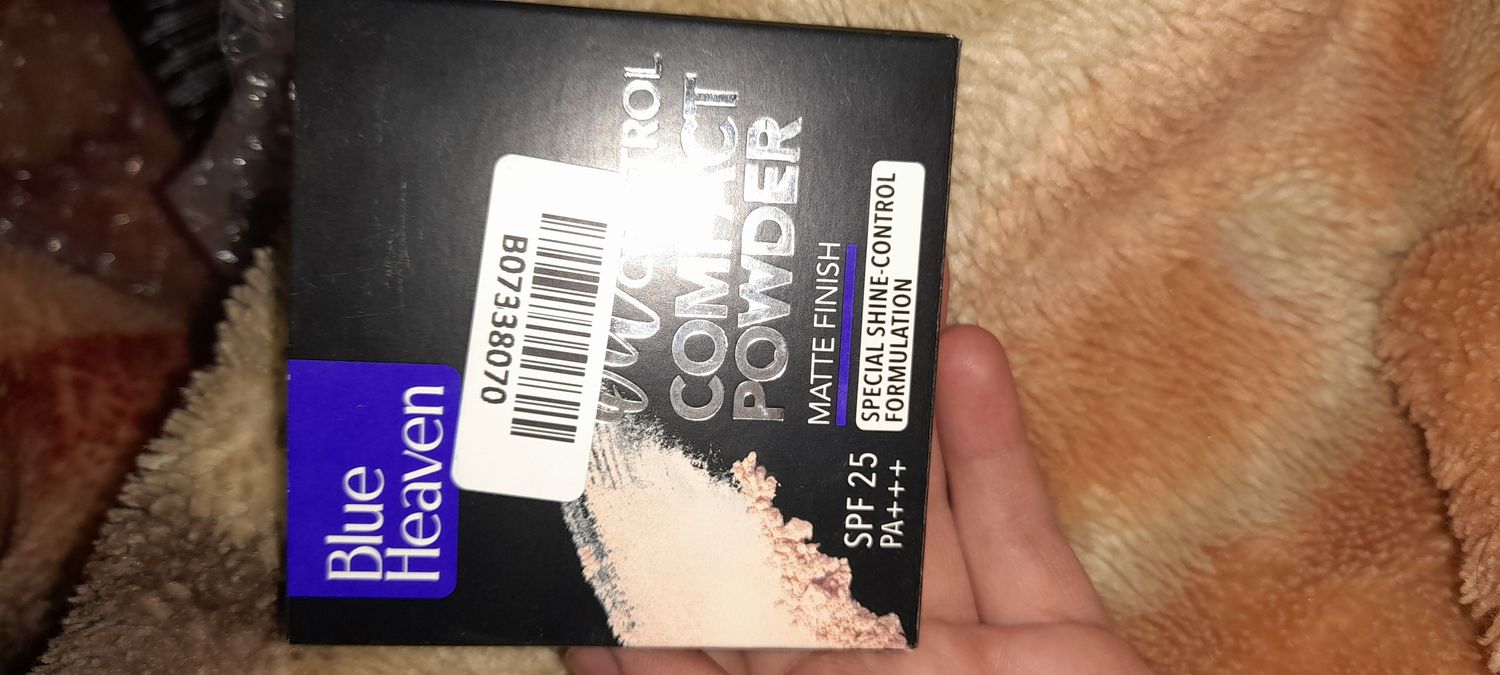 Blue
Heaven
B07338070
COMPACT
POWDER
MATTE FINISH
SPECIAL SHINE-CONTROL
FORMULATION
SPF 25
PA+++